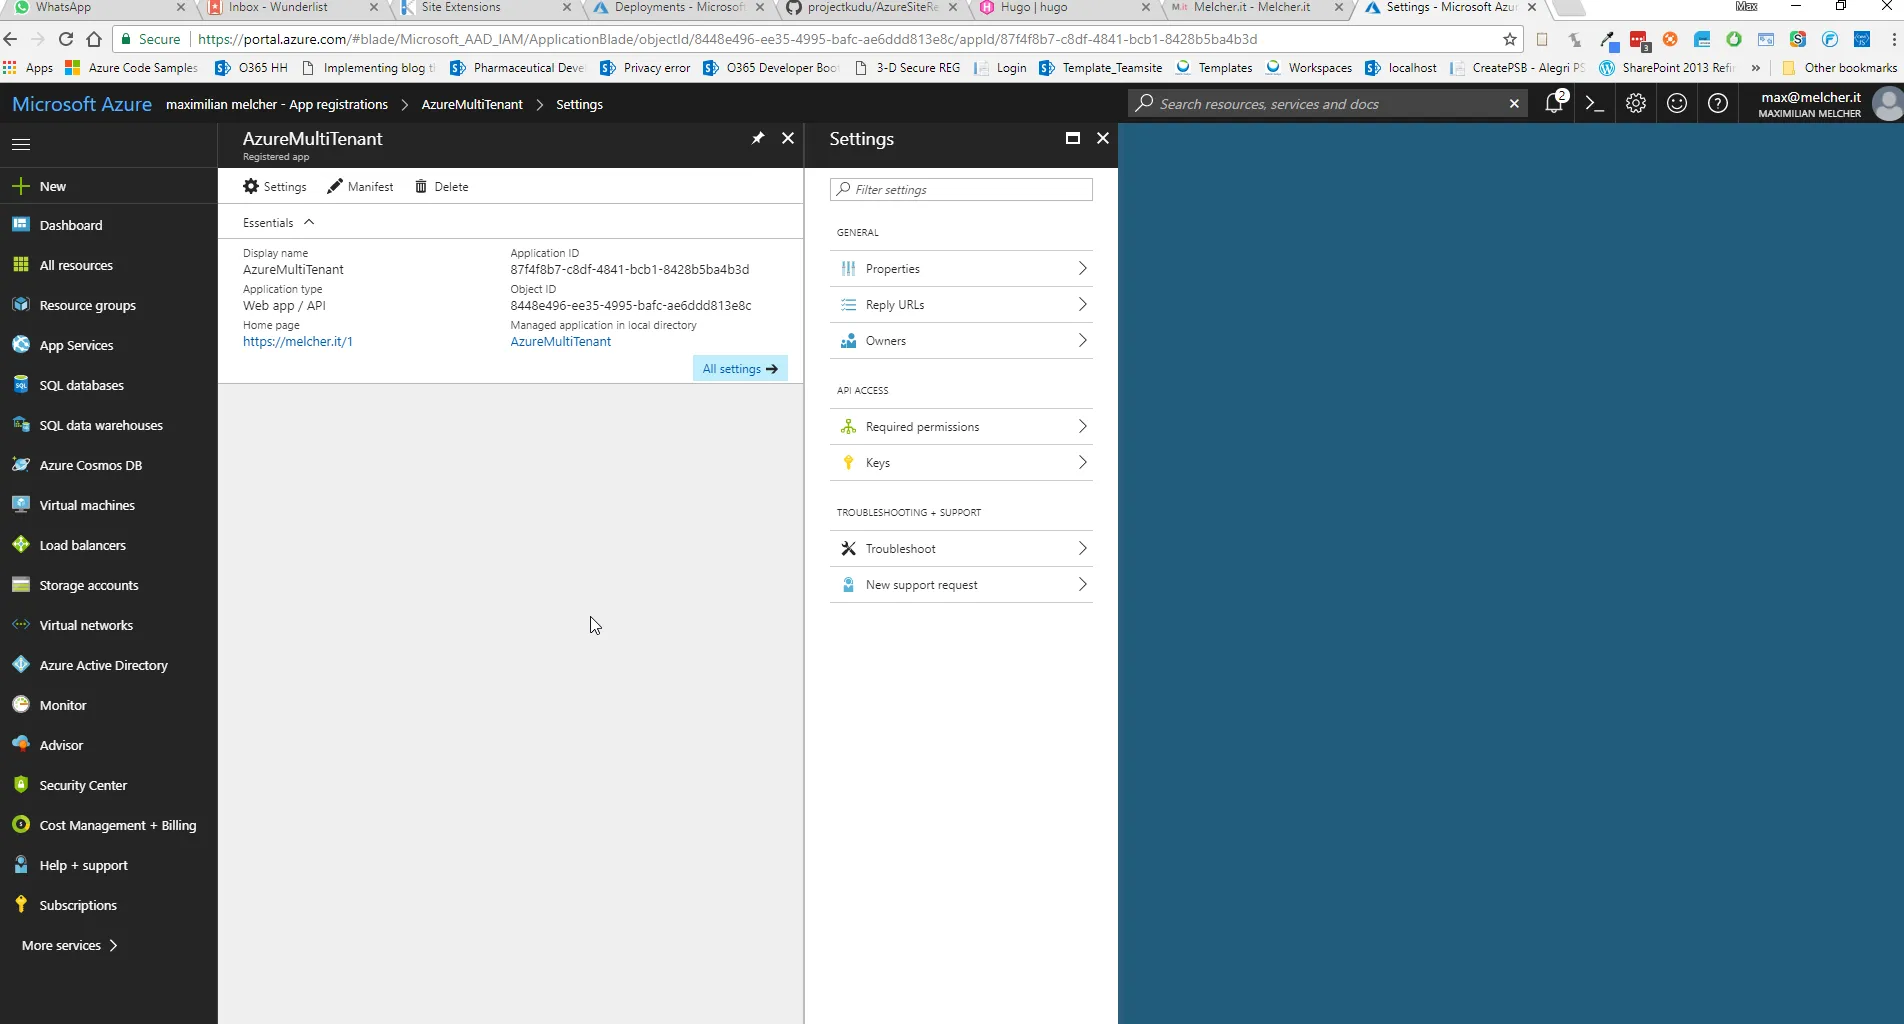 WhatsApp
Inbox - Wunderlist
Site Extensions
Deployments - Microsoft
projectkudu/AzureSiteRe
Hugo | hugo
M.it Melcher.it - Melcher.it
Settings - Microsoft Azur
Max
Secure
https://portal.azure.com/#blade/Microsoft_AAD_IAM/ApplicationBlade/objectId/8448e496-ee35-4995-bafc-ae6ddd813e8c/appId/87f4f8b7-c8df-4841-bcb1-8428b5ba4b3d
3
Apps
Azure Code Samples
O365 HH
Implementing blog
Pharmaceutical Deve
Privacy error
O365 Developer Boo
3-D Secure REG
Login
Template_Teamsite
Templates
Workspaces
localhost
CreatePSB - Alegri PS
SharePoint 2013 Refi
»
Other bookmarks
Microsoft Azure
maximilian melcher - App registrations > AzureMultiTenant > Settings
Search resources, services and docs
2
max@melcher.it
MAXIMILIAN MELCHER
New
Dashboard
All resources
Resource groups
App Services
SQL databases
SQL data warehouses
Azure Cosmos DB
Virtual machines
Load balancers
Storage accounts
Virtual networks
Azure Active Directory
Monitor
Advisor
Security Center
Cost Management + Billing
Help + support
Subscriptions
More services >
AzureMultiTenant
Registered app
Settings
Manifest
Delete
Essentials
Display name
AzureMultiTenant
Application type
Web app / API
Home page
https://melcher.it/1
Application ID
87f4f8b7-c8df-4841-bcb1-8428b5ba4b3d
Object ID
8448e496-ee35-4995-bafc-ae6ddd813e8c
Managed application in local directory
AzureMultiTenant
All settings →
Settings
Filter settings
GENERAL
Properties
Reply URLs
Owners
API ACCESS
Required permissions
Keys
TROUBLESHOOTING + SUPPORT
Troubleshoot
New support request